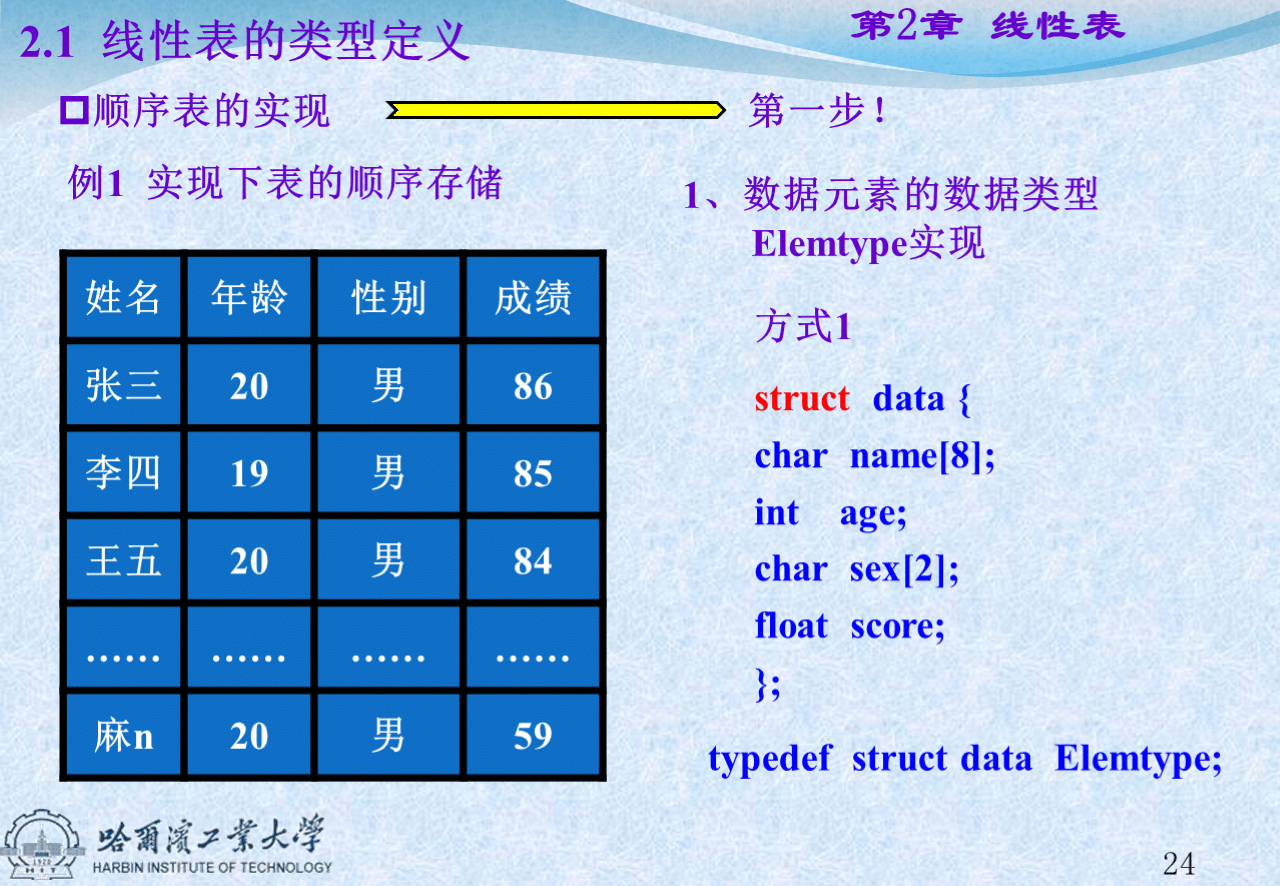 2.1 线性表的类型定义
第2章 线性表
顺序表的实现
第一步！
例1 实现下表的顺序存储
姓名 年龄 性别 成绩
张三 20 男 86
李四 19 男 85
王五 20 男 84
…… …… …… ……
麻n 20 男 59
1、数据元素的数据类型
Elemtype实现
方式1
struct data {
char name[8];
int age;
char sex[2];
float score;
};
typedef struct data Elemtype;
1920
HIT
哈爾濱工業大學
HARBIN INSTITUTE OF TECHNOLOGY
24